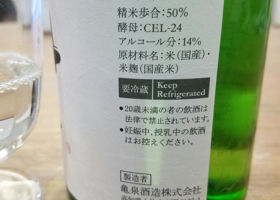 精米歩合:50%
酵母:CEL-24
アルコール分:14%
原材料名:米(国産)・
米麹(国産米)
要冷蔵 Keep
Refrigerated
●20歳未満の者の飲酒は
法律で禁止されています。
●妊娠中、授乳中の飲酒
はお控えください。
製造者
亀泉酒造株式会社